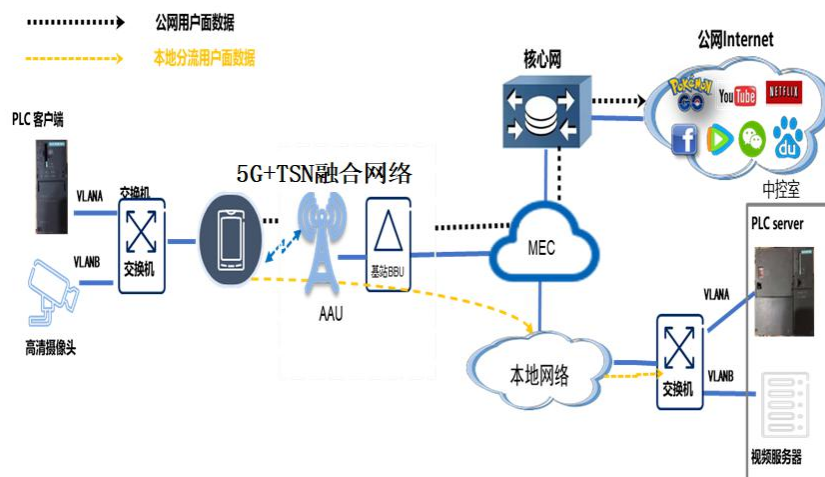 公网用户面数据
本地分流用户面数据
核心网
公网Internet
POKÉMON
GO
YouTube
NETFLIX
f
du
中控室
PLC 客户端
5G+TSN融合网络
PLC server
VLANA
交换机
交换机
VLANB
基站BBU
AAU
MEC
高清摄像头
本地网络
VLANA
交换机
VLANB
视频服务器